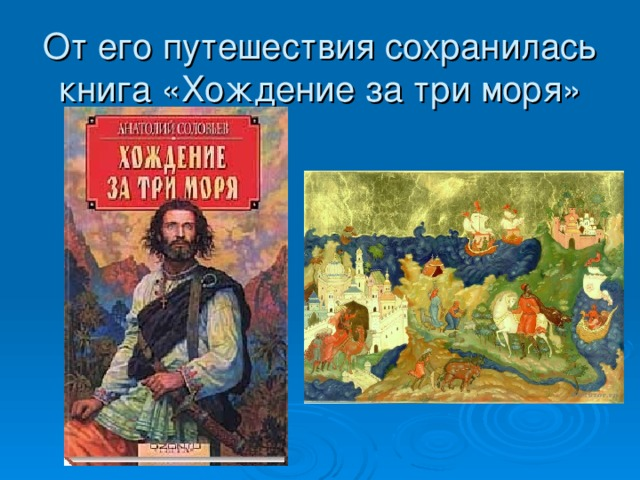 От его путешествия сохранилась
книга «Хождение за три моря»
АНАТОЛИЙ СОЛОВЬЕВ
ХОЖДЕНИЕ
ЗА ТРИ МОРЯ